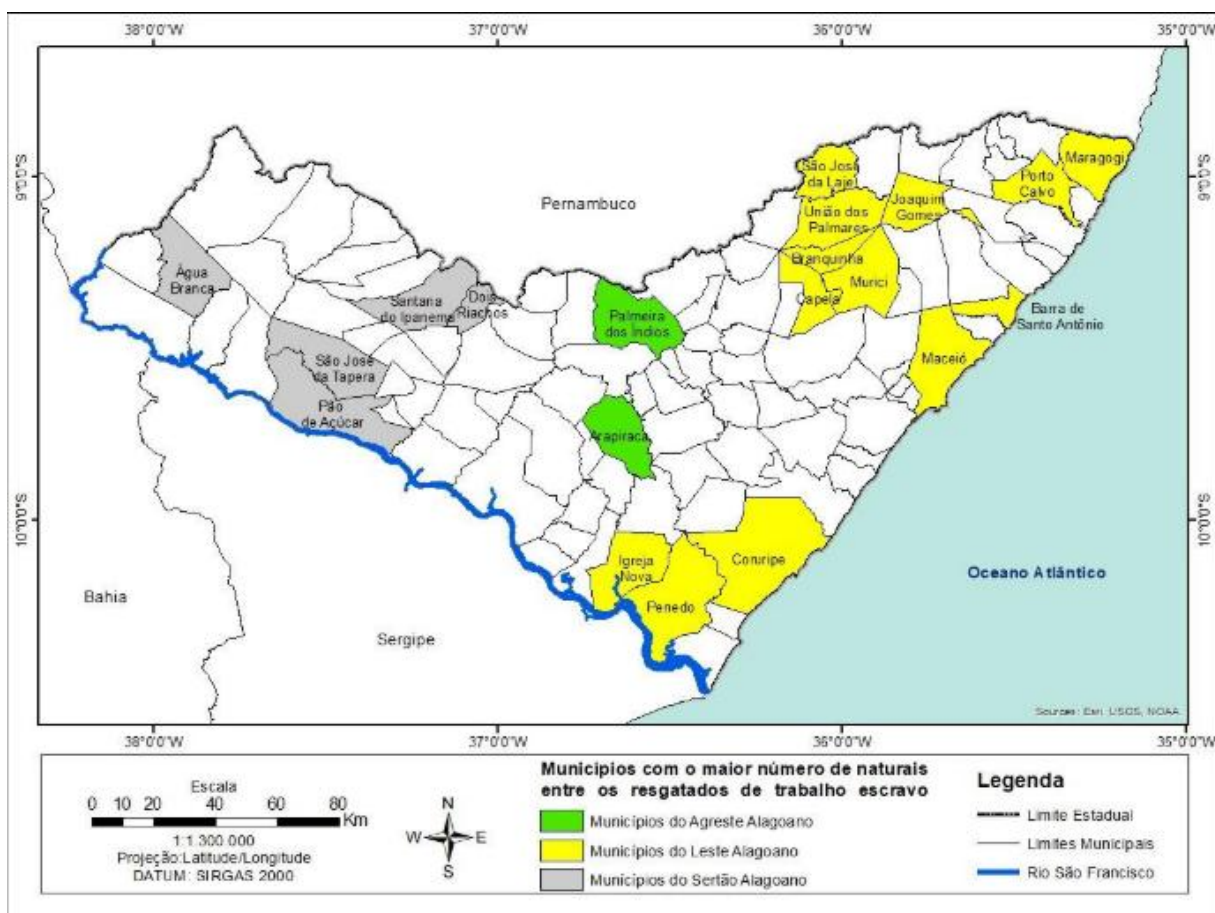 38°0'0"W
37°0'0"W
36°0'0"W
35°0'0"W
9°0'0"S
9°0'0"S
10°0'0"S
10°0'0"S
Pernambuco
São José
da Laje
União dos
Palmares
Joaquim
Gomes
Porto
Calvo
Maragogi
Branquinha
Murici
Capela
Barra de
Santo Antônio
Maceió
Água
Branca
Santana
do Ipanema
Dois
Riachos
Palmeira
dos Índios
São José
da Tapera
Pão
de Açúcar
Arapiraca
Igreja
Nova
Penedo
Coruripe
Oceano Atlântico
Bahia
Sergipe
Sources: Esri, USGS, NOAA
38°0'0"W
37°0'0"W
36°0'0"W
35°0'0"W
Escala
0 10 20 40 60 80
Km
1:1.300.000
Projeção:Latitude/Longitude
DATUM: SIRGAS 2000
N
W E
S
Municípios com o maior número de naturais
entre os resgatados de trabalho escravo
Municípios do Agreste Alagoano
Municípios do Leste Alagoano
Municípios do Sertão Alagoano
Legenda
Limite Estadual
Limites Municipais
Rio São Francisco